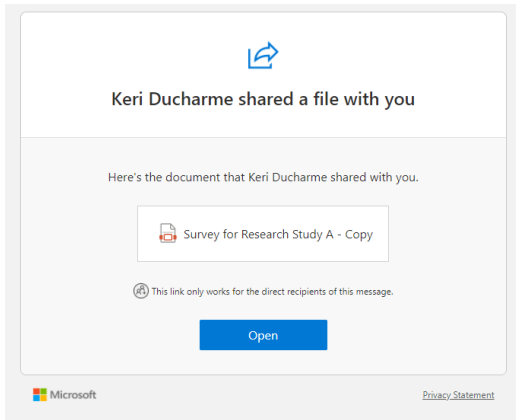 Keri Ducharme shared a file with you
Here's the document that Keri Ducharme shared with you.
Survey for Research Study A - Copy
This link only works for the direct recipients of this message.
Open
Microsoft
Privacy Statement